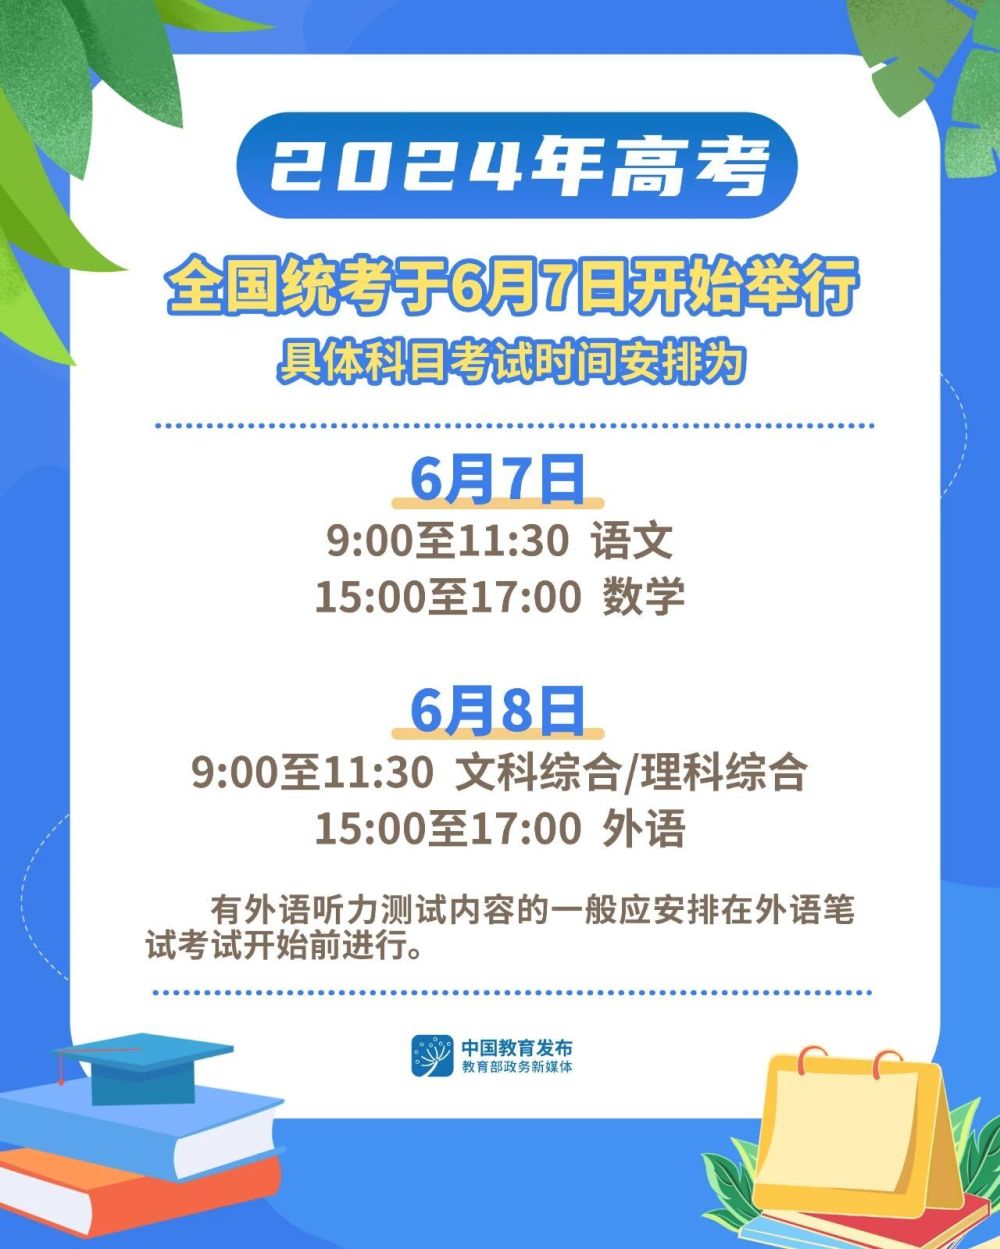 2024年高考
全国统考于6月7日开始举行
具体科目考试时间安排为
6月7日
9:00至11:30 语文
15:00至17:00 数学
6月8日
9:00至11:30 文科综合/理科综合
15:00至17:00 外语
有外语听力测试内容的一般应安排在外语笔
试考试开始前进行。
中国教育发布
教育部政务新媒体